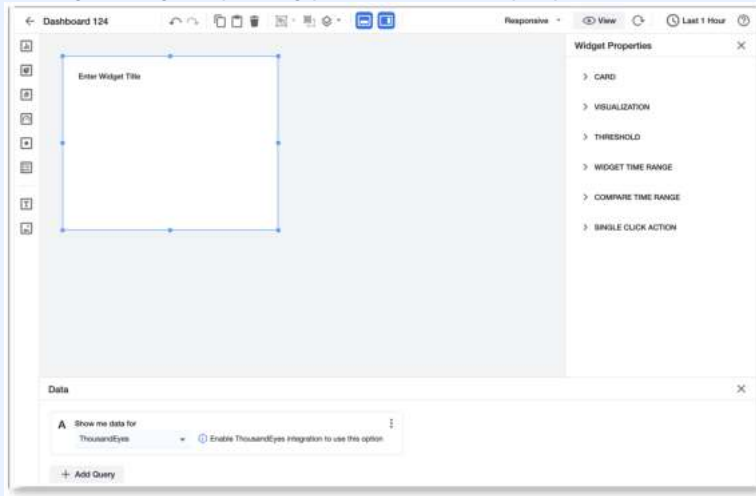 Dashboard 124
Responsive
View
Last 1 Hour
Enter Widget Title
Widget Properties
CARD
VISUALIZATION
THRESHOLD
WIDGET TIME RANGE
COMPARE TIME RANGE
SINGLE CLICK ACTION
Data
A Show me data for
ThousandEyes
Enable ThousandEyes integration to use this option
+ Add Query